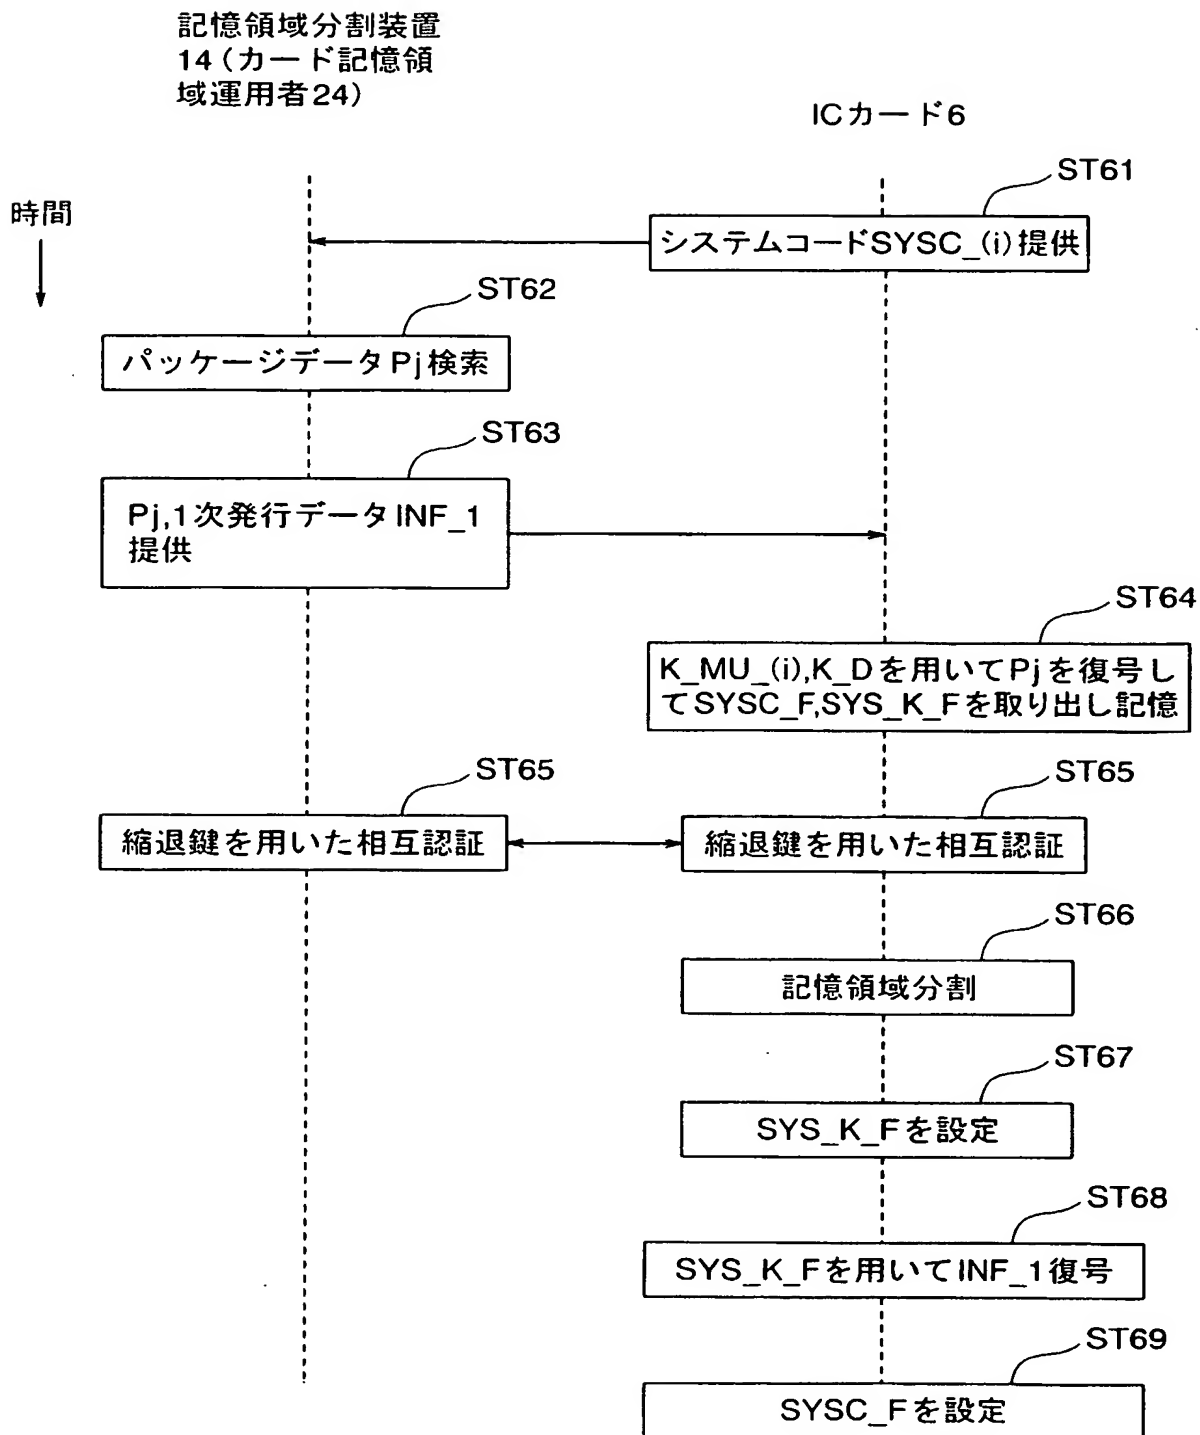 記憶領域分割装置
14(カード記憶領
域運用者24)
ICカード6
時間
ST61
システムコードSYSC_(i)提供
ST62
パッケージデータPj検索
ST63
Pj,1次発行データINF_1
提供
ST64
K_MU_(i),K_Dを用いてPjを復号し
てSYSC_F,SYS_K_Fを取り出し記憶
ST65
縮退鍵を用いた相互認証
ST65
縮退鍵を用いた相互認証
ST66
記憶領域分割
ST67
SYS_K_Fを設定
ST68
SYS_K_Fを用いてINF_1復号
ST69
SYSC_Fを設定